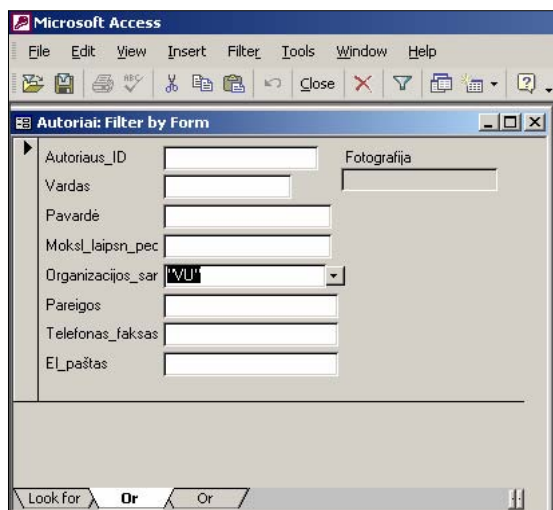 Microsoft Access
File Edit View Insert Filter Tools Window Help
ABC Close
Autoriai: Filter by Form
Autoriaus_ID Fotografija
Vardas
Pavardė
Moksl_laipsn_pec
Organizacijos_sar "VU"
Pareigos
Telefonas_faksas
El_paštas
Look for Or Or